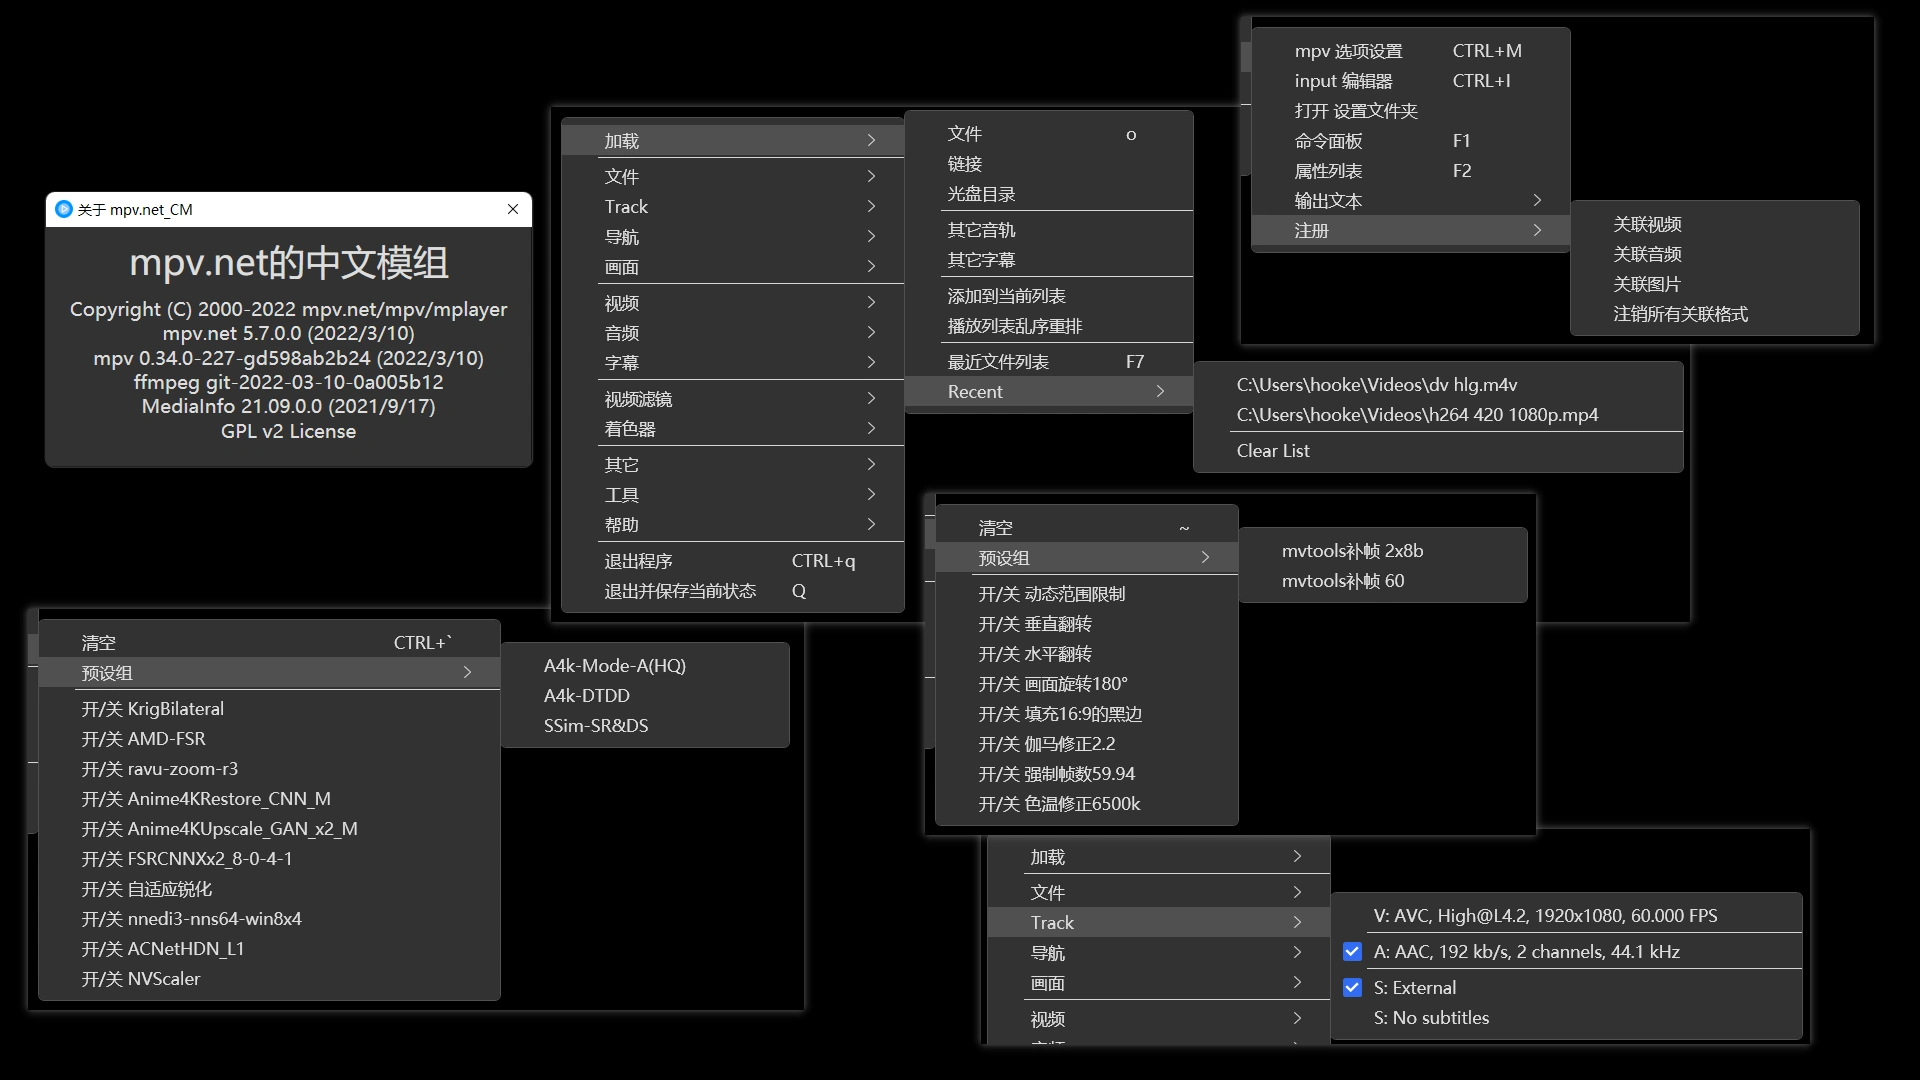 关于 mpv.net_CM
mpv.net的中文模组
Copyright (C) 2000-2022 mpv.net/mpv/mplayer
mpv.net 5.7.0.0 (2022/3/10)
mpv 0.34.0-227-gd598ab2b24 (2022/3/10)
ffmpeg git-2022-03-10-0a005b12
MediaInfo 21.09.0.0 (2021/9/17)
GPL v2 License
加载
文件
Track
导航
画面
视频
音频
字幕
视频滤镜
着色器
其它
工具
帮助
退出程序 CTRL+q
退出并保存当前状态 Q
文件 o
链接
光盘目录
其它音轨
其它字幕
添加到当前列表
播放列表乱序重排
最近文件列表 F7
Recent
C:\Users\hooke\Videos\dv hlg.m4v
C:\Users\hooke\Videos\h264 420 1080p.mp4
Clear List
mpv 选项设置 CTRL+M
input 编辑器 CTRL+I
打开 设置文件夹
命令面板 F1
属性列表 F2
输出文本
注册
关联视频
关联音频
关联图片
注销所有关联格式
清空 ~
预设组
开/关 动态范围限制
开/关 垂直翻转
开/关 水平翻转
开/关 画面旋转180°
开/关 填充16:9的黑边
开/关 伽马修正2.2
开/关 强制帧数59.94
开/关 色温修正6500k
mvtools补帧 2x8b
mvtools补帧 60
清空 CTRL+`
预设组
开/关 KrigBilateral
开/关 AMD-FSR
开/关 ravu-zoom-r3
开/关 Anime4KRestore_CNN_M
开/关 Anime4KUpscale_GAN_x2_M
开/关 FSRCNNXx2_8-0-4-1
开/关 自适应锐化
开/关 nnedi3-nns64-win8x4
开/关 ACNetHDN_L1
开/关 NVScaler
A4k-Mode-A(HQ)
A4k-DTDD
SSim-SR&DS
加载
文件
Track
导航
画面
视频
V: AVC, High@L4.2, 1920x1080, 60.000 FPS
A: AAC, 192 kb/s, 2 channels, 44.1 kHz
S: External
S: No subtitles